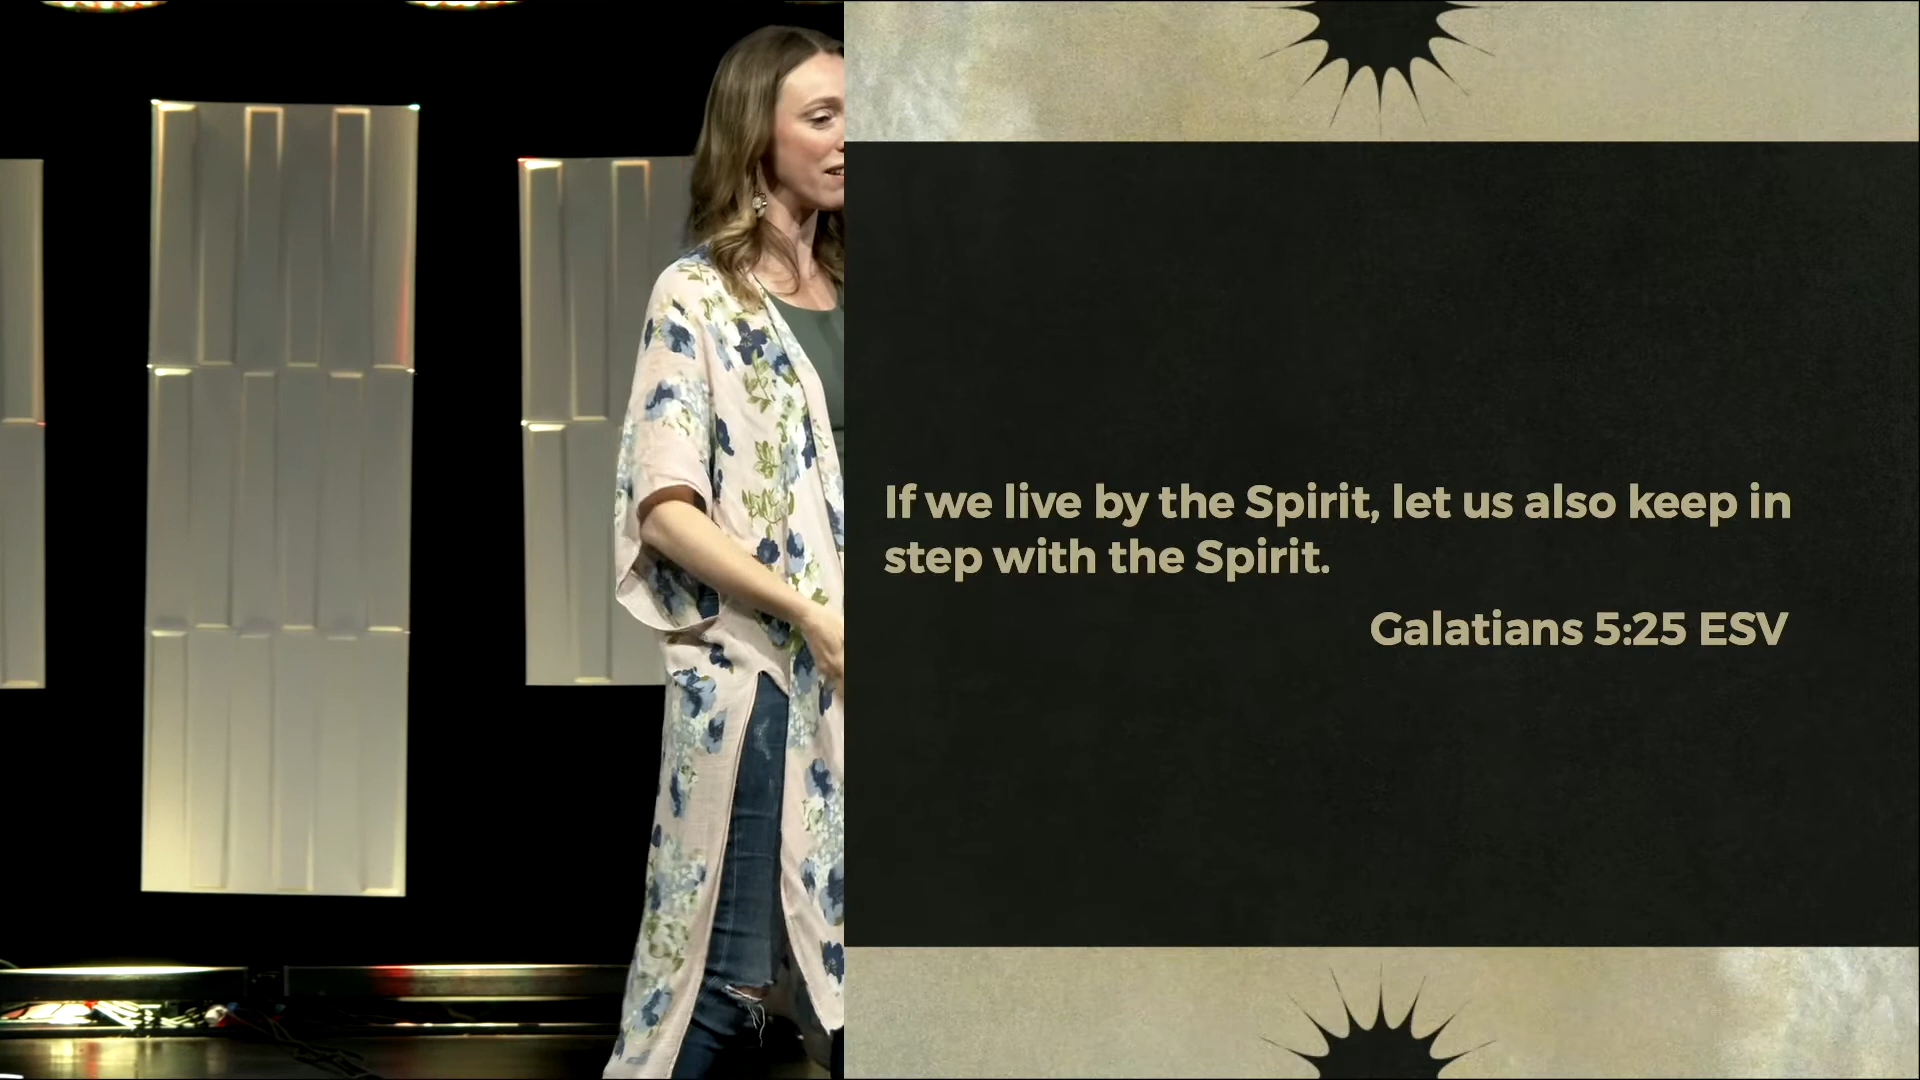 If we live by the Spirit, let us also keep in
step with the Spirit.
Galatians 5:25 ESV